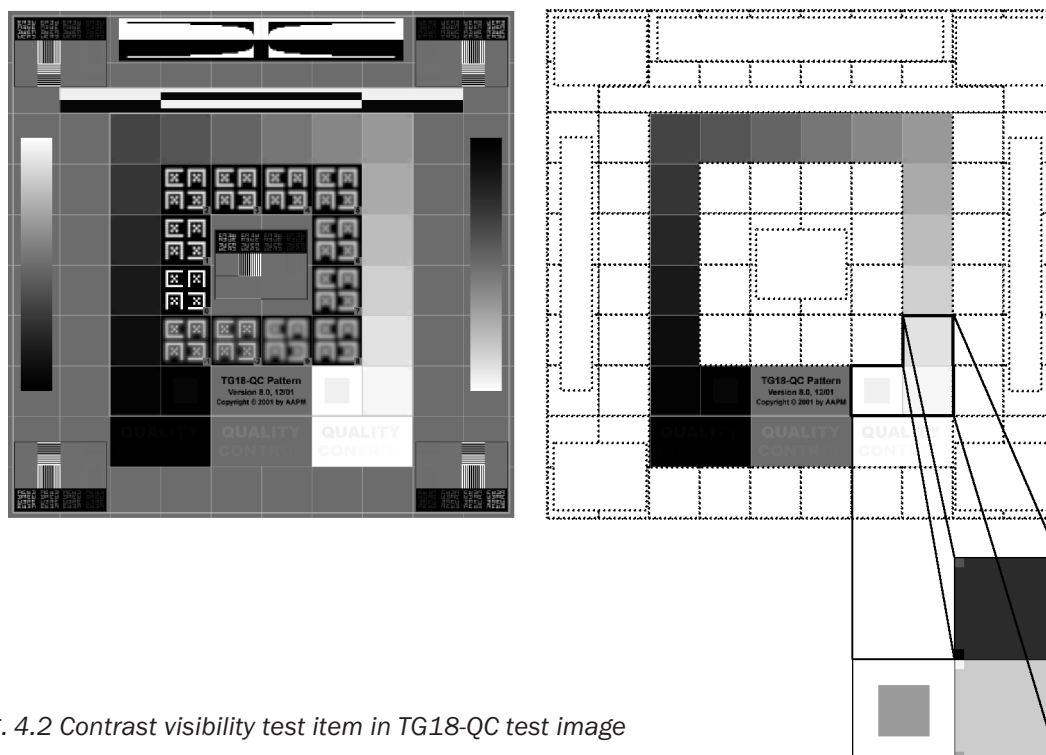 TG18-QC Pattern
Version 8.0, 12/01
Copyright © 2001 by AAPM
QUALITY
QUALITY
QUALITY
CONTROL
TG18-QC Pattern
Version 8.0, 12/01
Copyright © 2001 by AAPM
QUALITY
CONTROL
4.2 Contrast visibility test item in TG18-QC test image